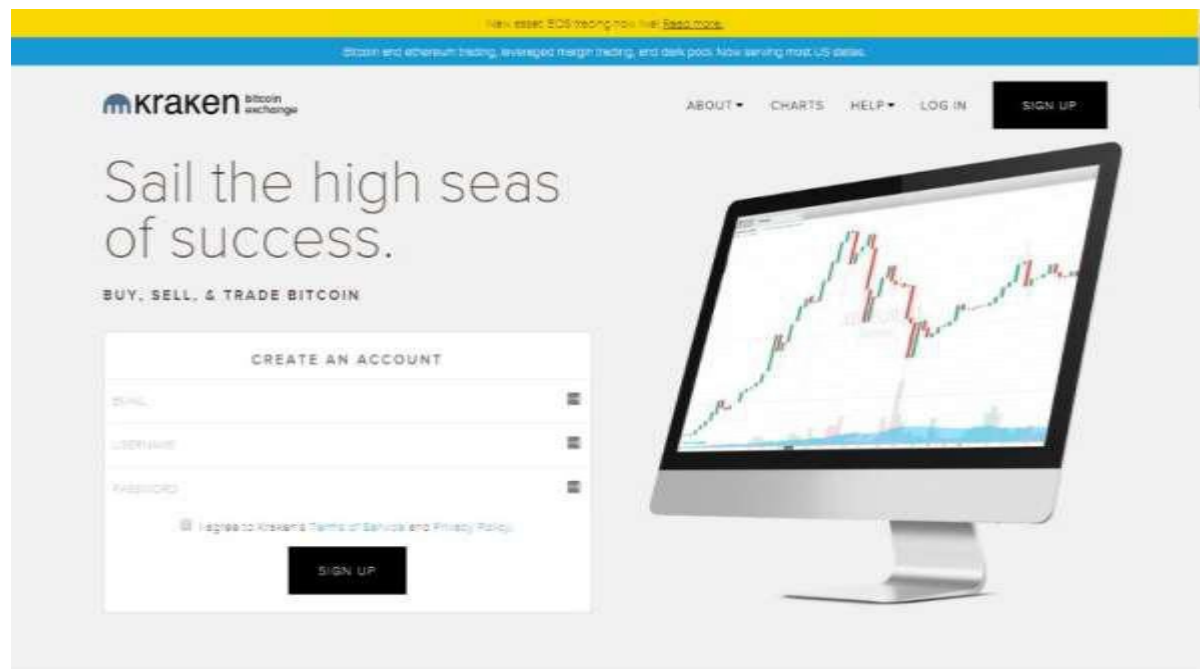 New asset: EOS trading now live! Read more.
Bitcoin and ethereum trading, leveraged margin trading, and dark pool. Now serving most US states.
kraken bitcoin exchange
ABOUT CHARTS HELP LOG IN SIGN UP
Sail the high seas
of success.
BUY, SELL, & TRADE BITCOIN
CREATE AN ACCOUNT
EMAIL
USERNAME
PASSWORD
I agree to Kraken's Terms of Service and Privacy Policy.
SIGN UP